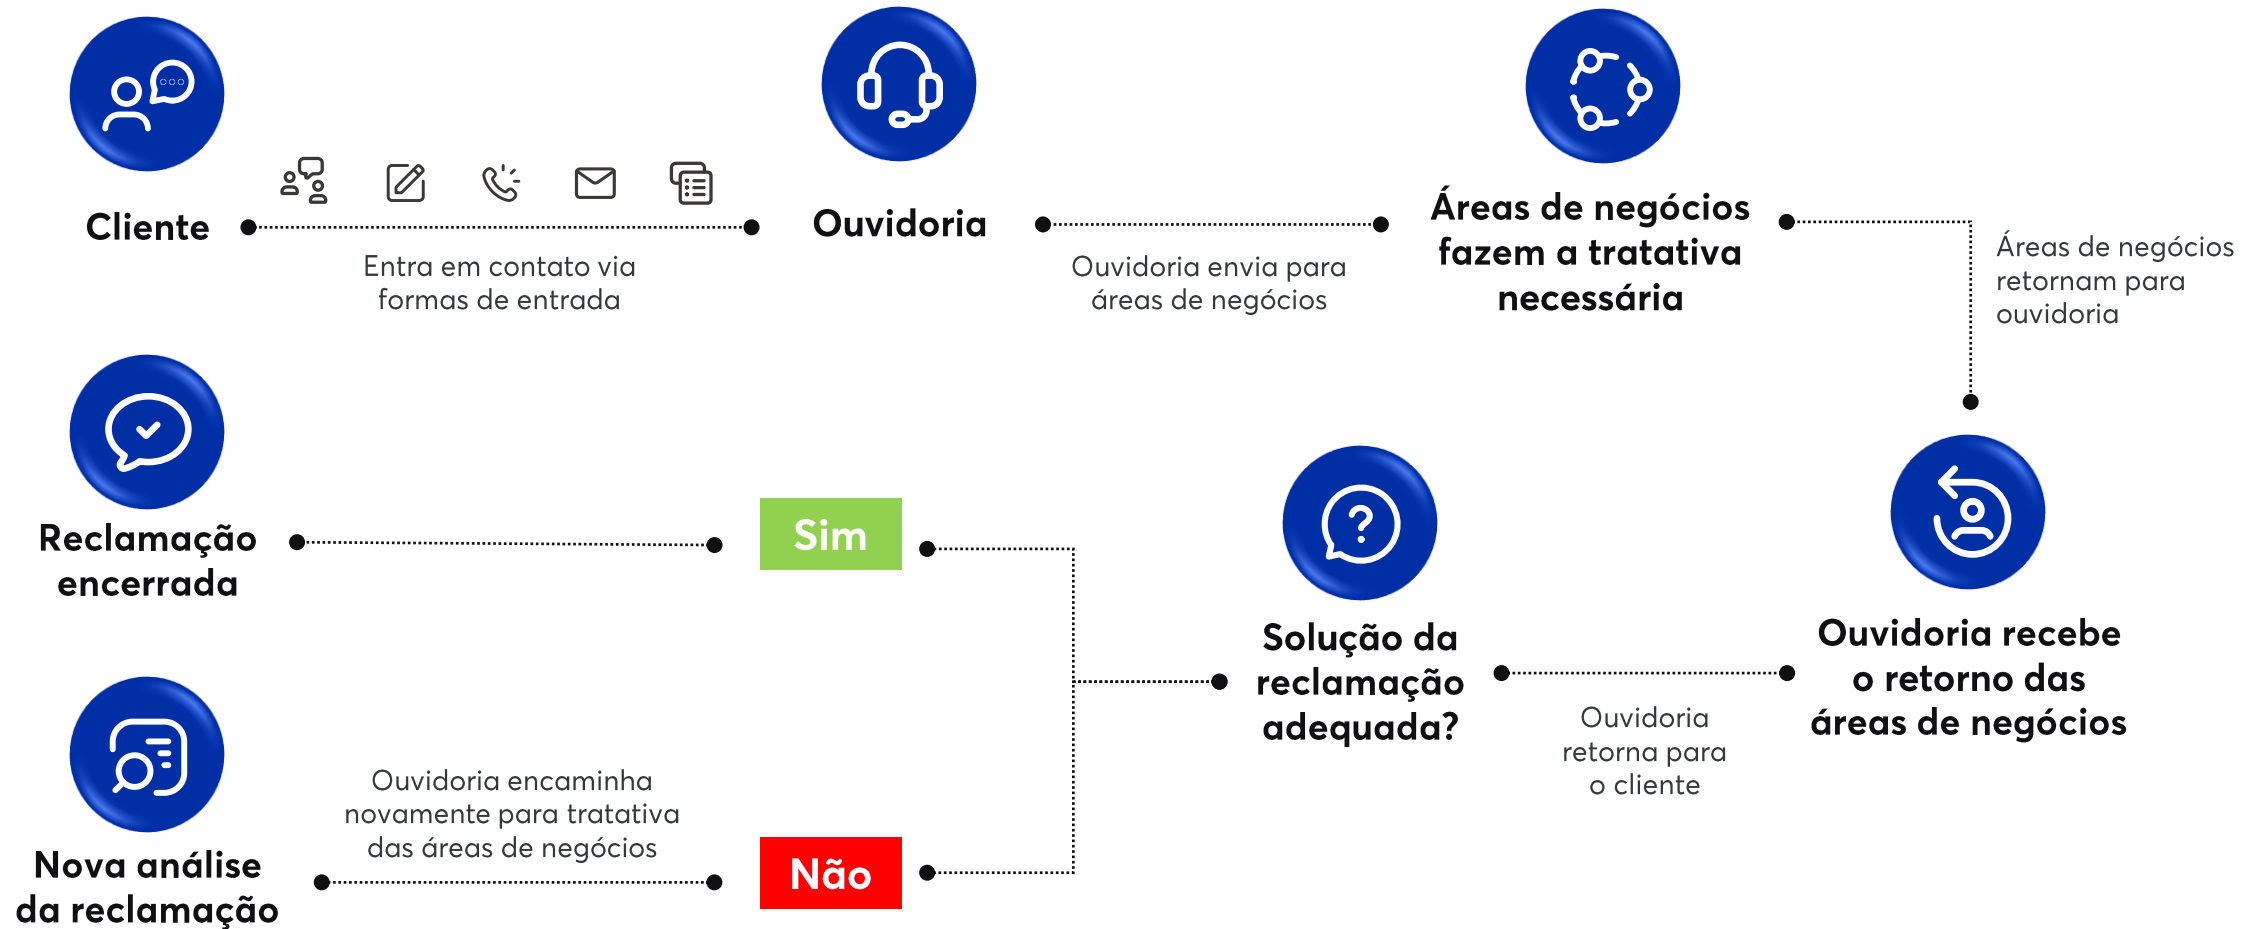 Cliente
Entra em contato via
formas de entrada
Ouvidoria
Ouvidoria envia para
áreas de negócios
Áreas de negócios
fazem a tratativa
necessária
Áreas de negócios
retornam para
ouvidoria
Ouvidoria recebe
o retorno das
áreas de negócios
Ouvidoria
retorna para
o cliente
Solução da
reclamação
adequada?
Sim
Reclamação
encerrada
Não
Ouvidoria encaminha
novamente para tratativa
das áreas de negócios
Nova análise
da reclamação